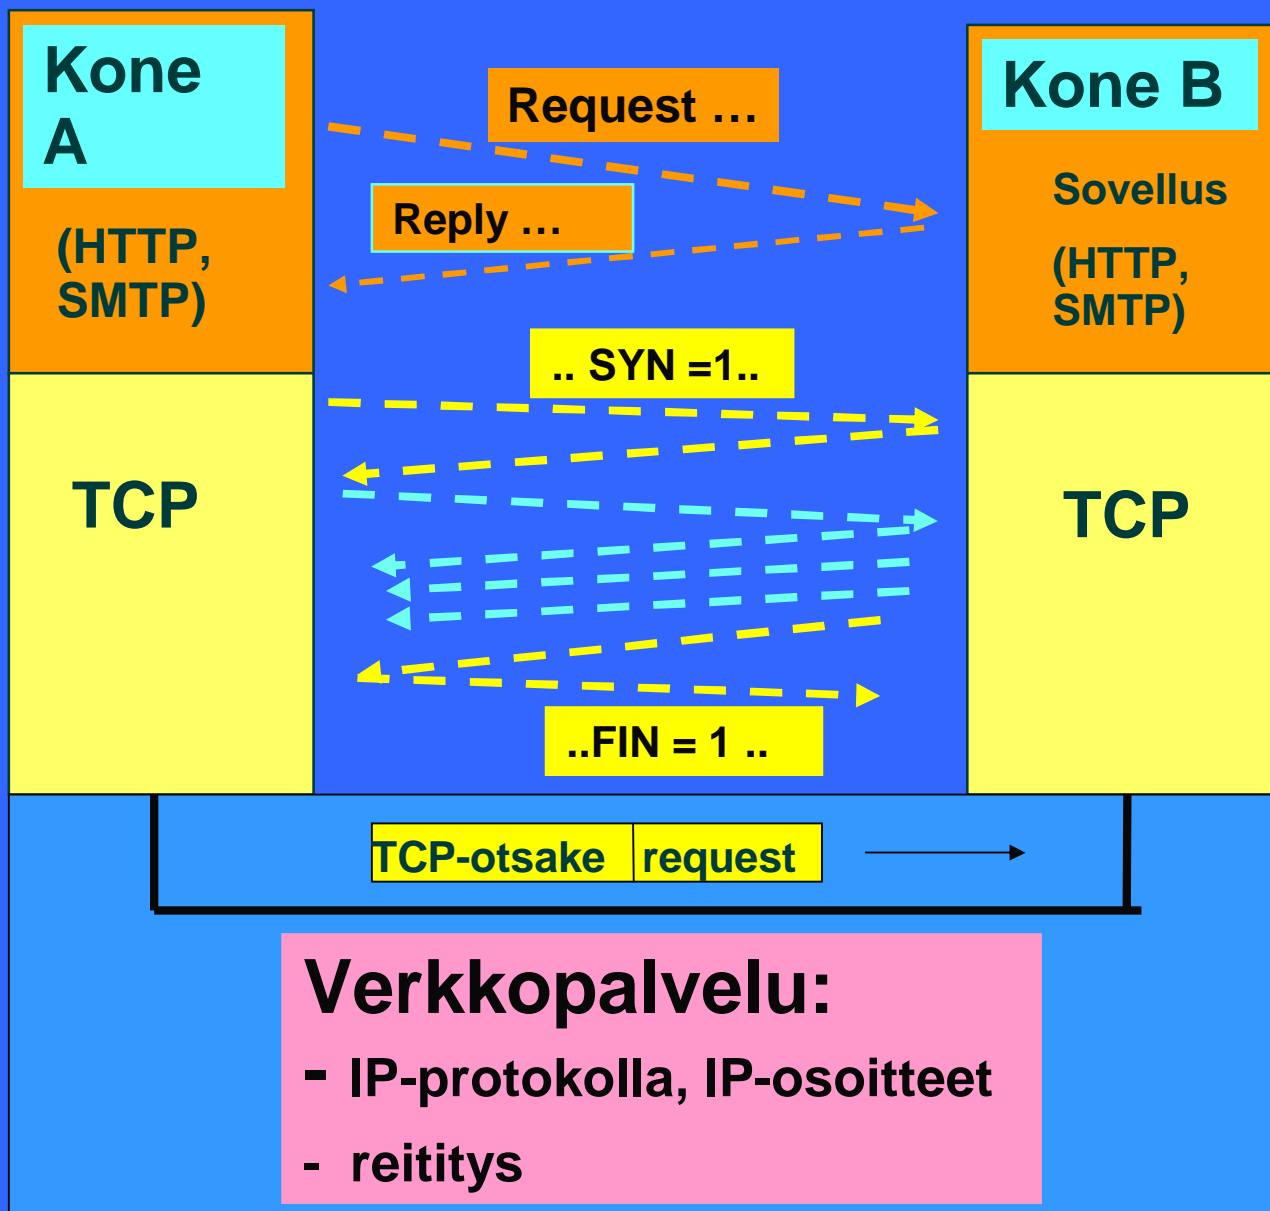 Kone
A
(HTTP,
SMTP)
Request …
Reply …
Kone B
Sovellus
(HTTP,
SMTP)
.. SYN =1..
TCP
TCP
..FIN = 1 ..
TCP-otsake request
Verkkopalvelu:
- IP-protokolla, IP-osoitteet
- reititys